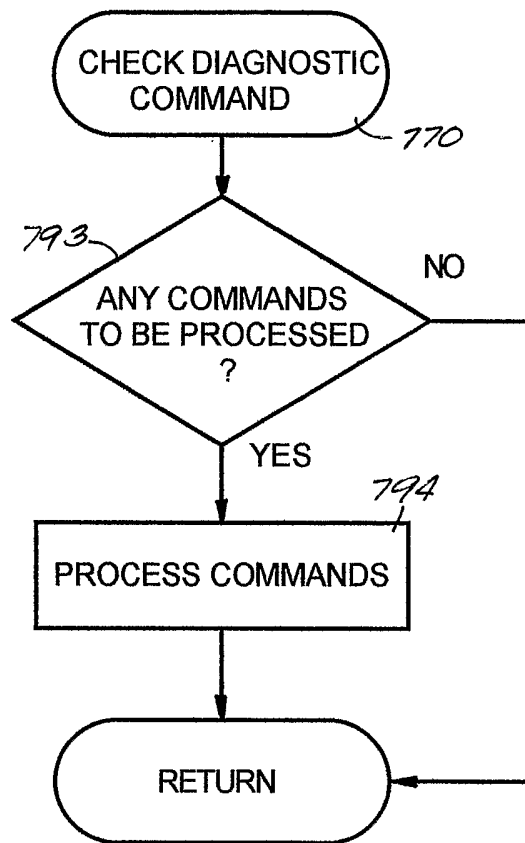 CHECK DIAGNOSTIC
COMMAND
770
793
NO
ANY COMMANDS
TO BE PROCESSED
?
YES
794
PROCESS COMMANDS
RETURN